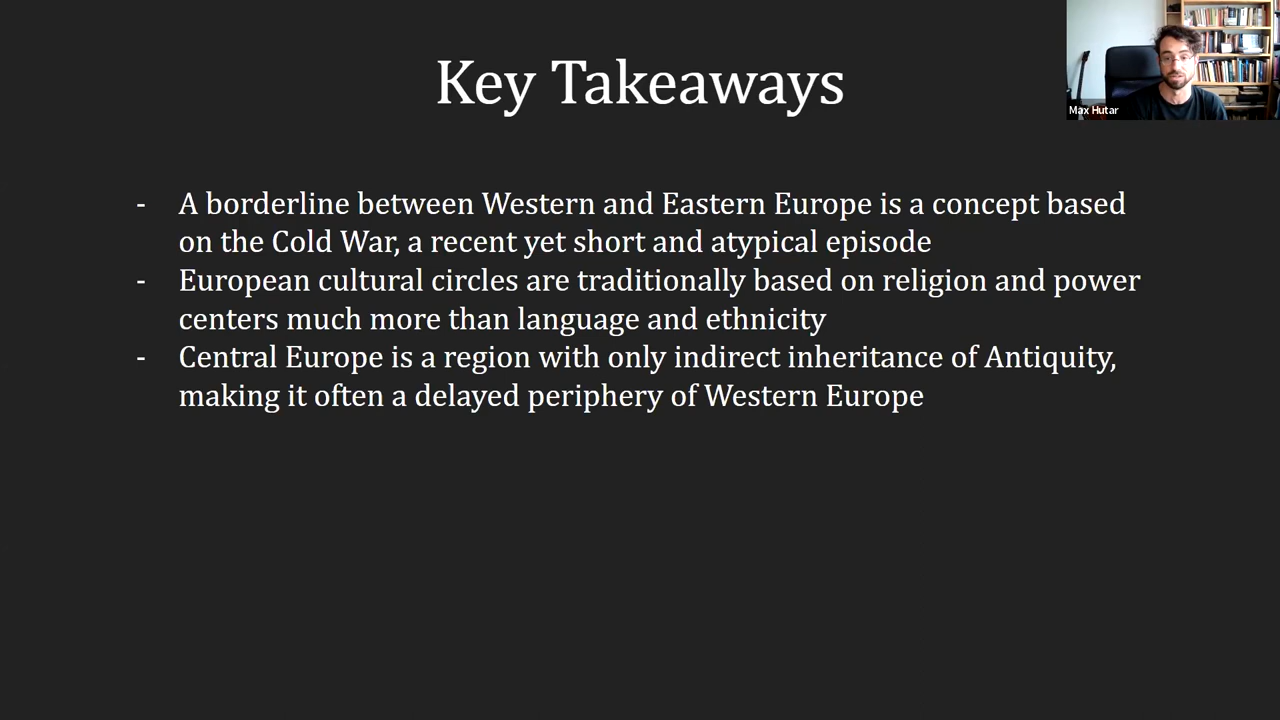 Key Takeaways
Max Hutar
- A borderline between Western and Eastern Europe is a concept based
on the Cold War, a recent yet short and atypical episode
- European cultural circles are traditionally based on religion and power
centers much more than language and ethnicity
- Central Europe is a region with only indirect inheritance of Antiquity,
making it often a delayed periphery of Western Europe